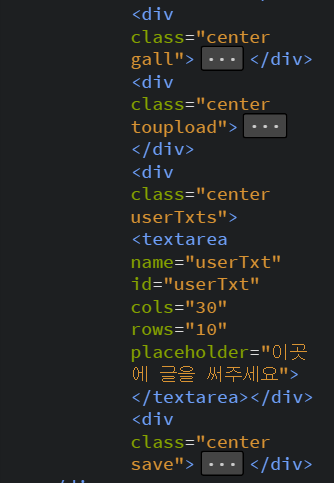 <div
class="center
gall"> ... </div>
<div
class="center
toupload"> ...
</div>
<div
class="center
userTxts">
<textarea
name="userTxt"
id="userTxt"
cols="30"
rows="10"
placeholder="이곳
에 글을 써주세요">
</textarea></div>
<div
class="center
save"> ... </div>